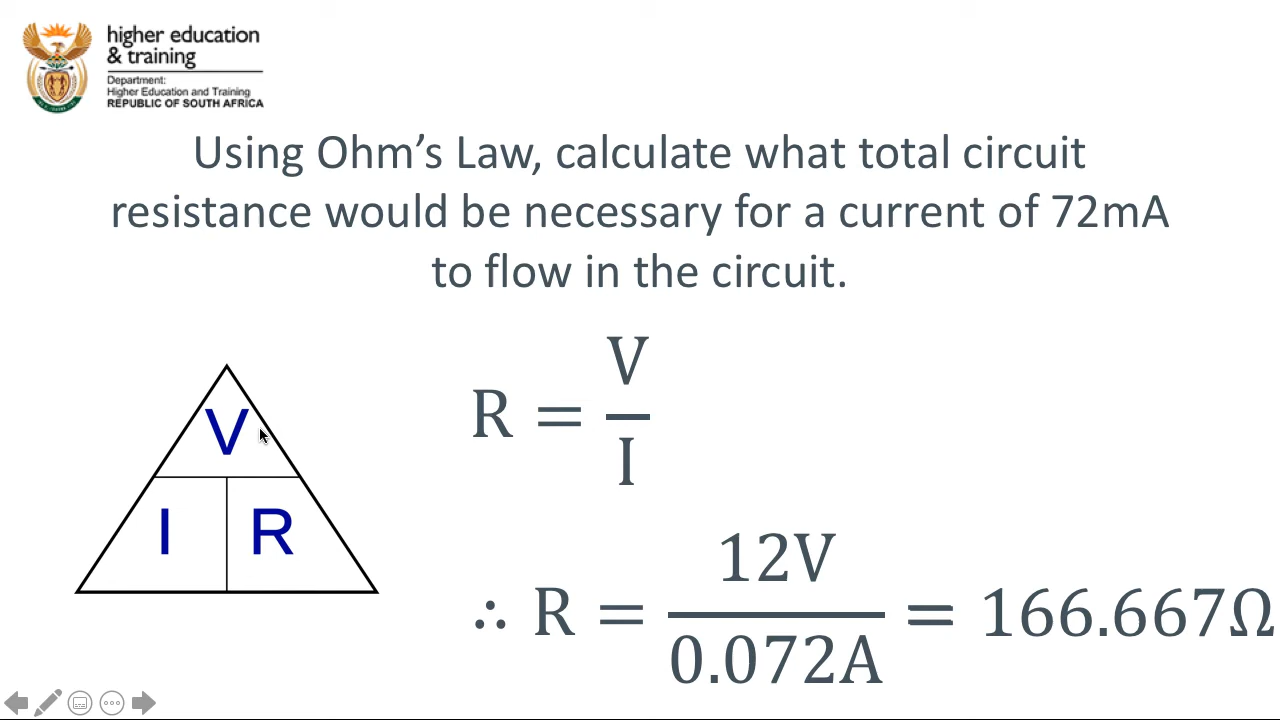 higher education
& training
Department:
Higher Education and Training
REPUBLIC OF SOUTH AFRICA
Using Ohm’s Law, calculate what total circuit
resistance would be necessary for a current of 72mA
to flow in the circuit.
V
I R
R = V/I
∴ R = 12V/0.072A = 166.667Ω